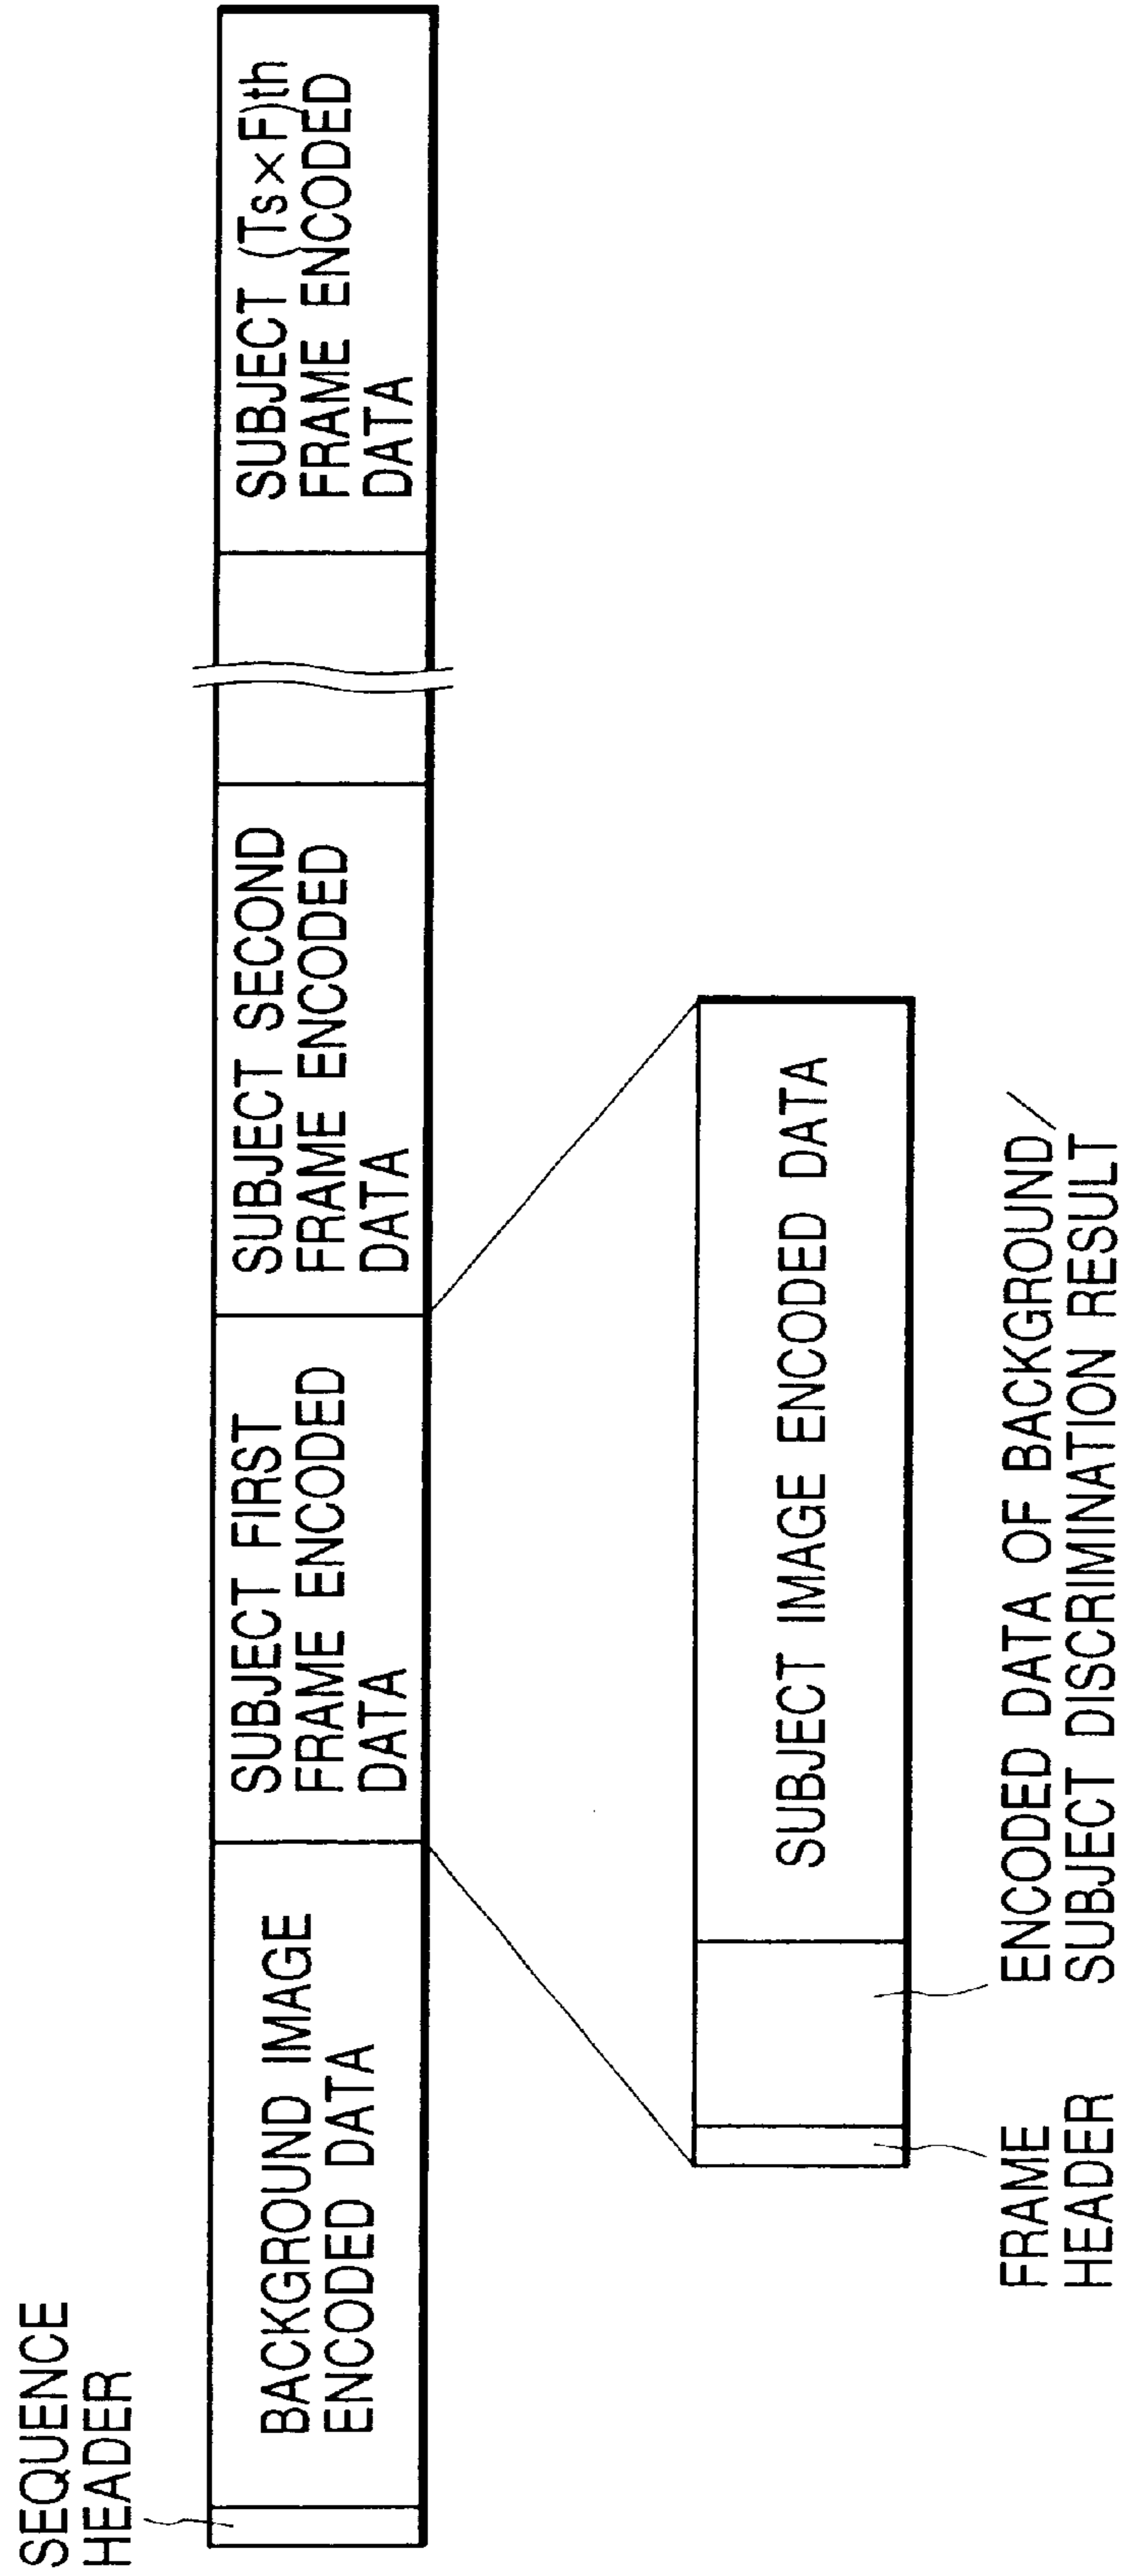 SEQUENCE
HEADER
BACKGROUND IMAGE
ENCODED DATA
SUBJECT FIRST
FRAME ENCODED
DATA
SUBJECT SECOND
FRAME ENCODED
DATA
SUBJECT (Ts×F)th
FRAME ENCODED
DATA
SUBJECT IMAGE ENCODED DATA
FRAME
HEADER
ENCODED DATA OF BACKGROUND/
SUBJECT DISCRIMINATION RESULT